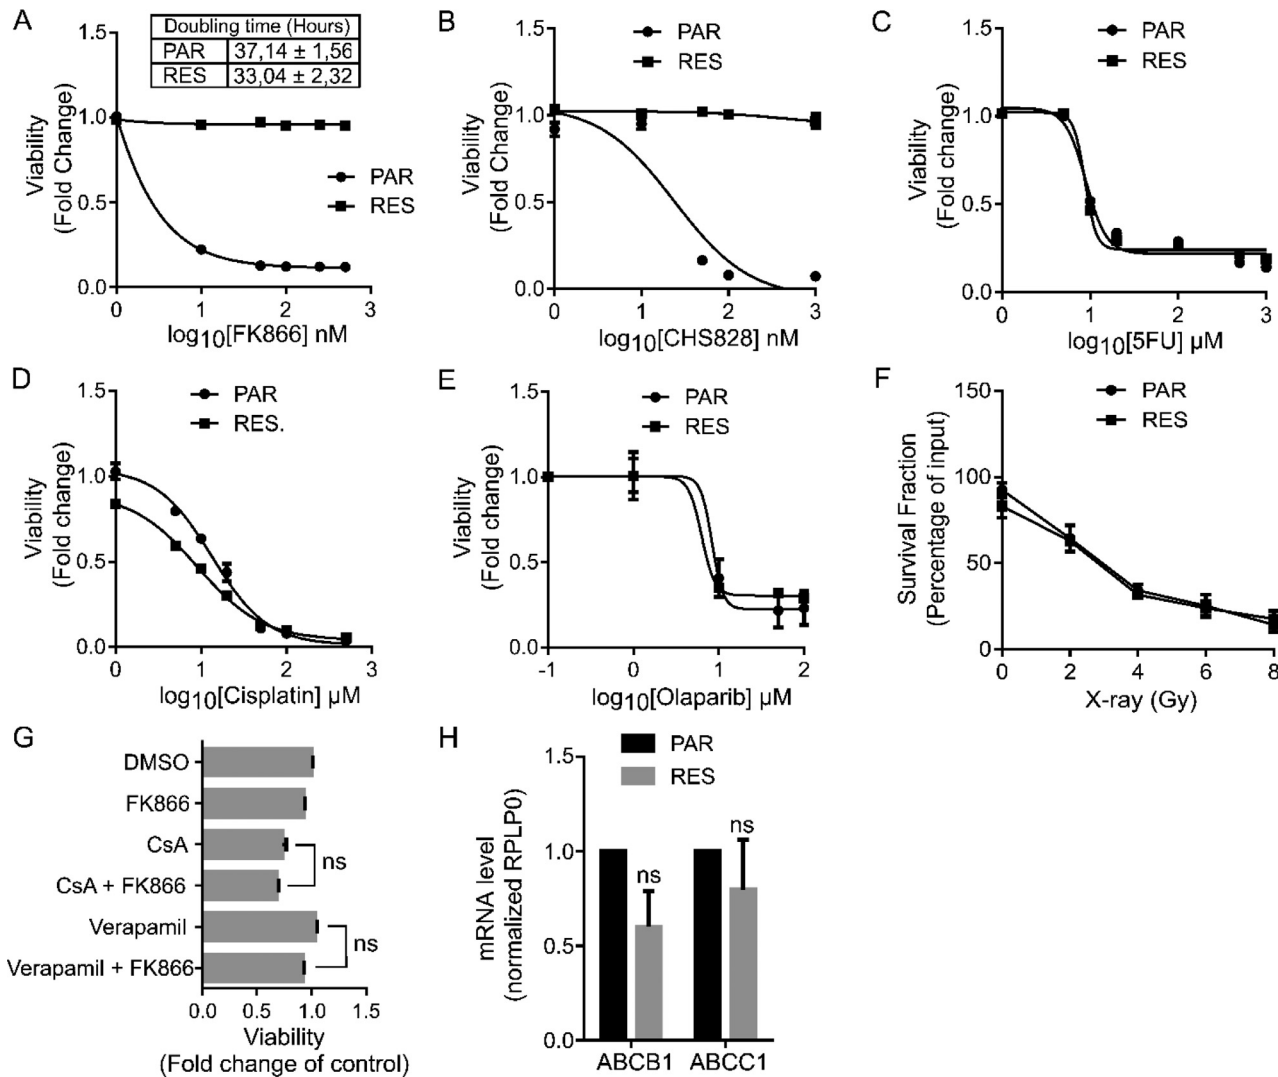 A
Doubling time (Hours)
PAR 37,14 ± 1,56
RES 33,04 ± 2,32
Viability
(Fold Change)
1.5
1.0
0.5
0.0
0 1 2 3
log10[FK866] nM
PAR
RES
B
PAR
RES
Viability
(Fold Change)
1.5
1.0
0.5
0.0
0 1 2 3
log10[CHS828] nM
C
PAR
RES
Viability
(Fold change)
1.5
1.0
0.5
0.0
0 1 2 3
log10[5FU] µM
D
PAR
RES.
Viability
(Fold change)
1.5
1.0
0.5
0.0
0 1 2 3
log10[Cisplatin] µM
E
PAR
RES
Viability
(Fold change)
1.5
1.0
0.5
0.0
-1 0 1 2
log10[Olaparib] µM
F
PAR
RES
Survival Fraction
(Percentage of input)
150
100
50
0
0 2 4 6 8
X-ray (Gy)
G
DMSO
FK866
CsA
CsA + FK866
Verapamil
Verapamil + FK866
ns
ns
0.0 0.5 1.0 1.5
Viability
(Fold change of control)
H
PAR
RES
mRNA level
(normalized RPLP0)
1.5
1.0
0.5
0.0
ns
ns
ABCB1 ABCC1